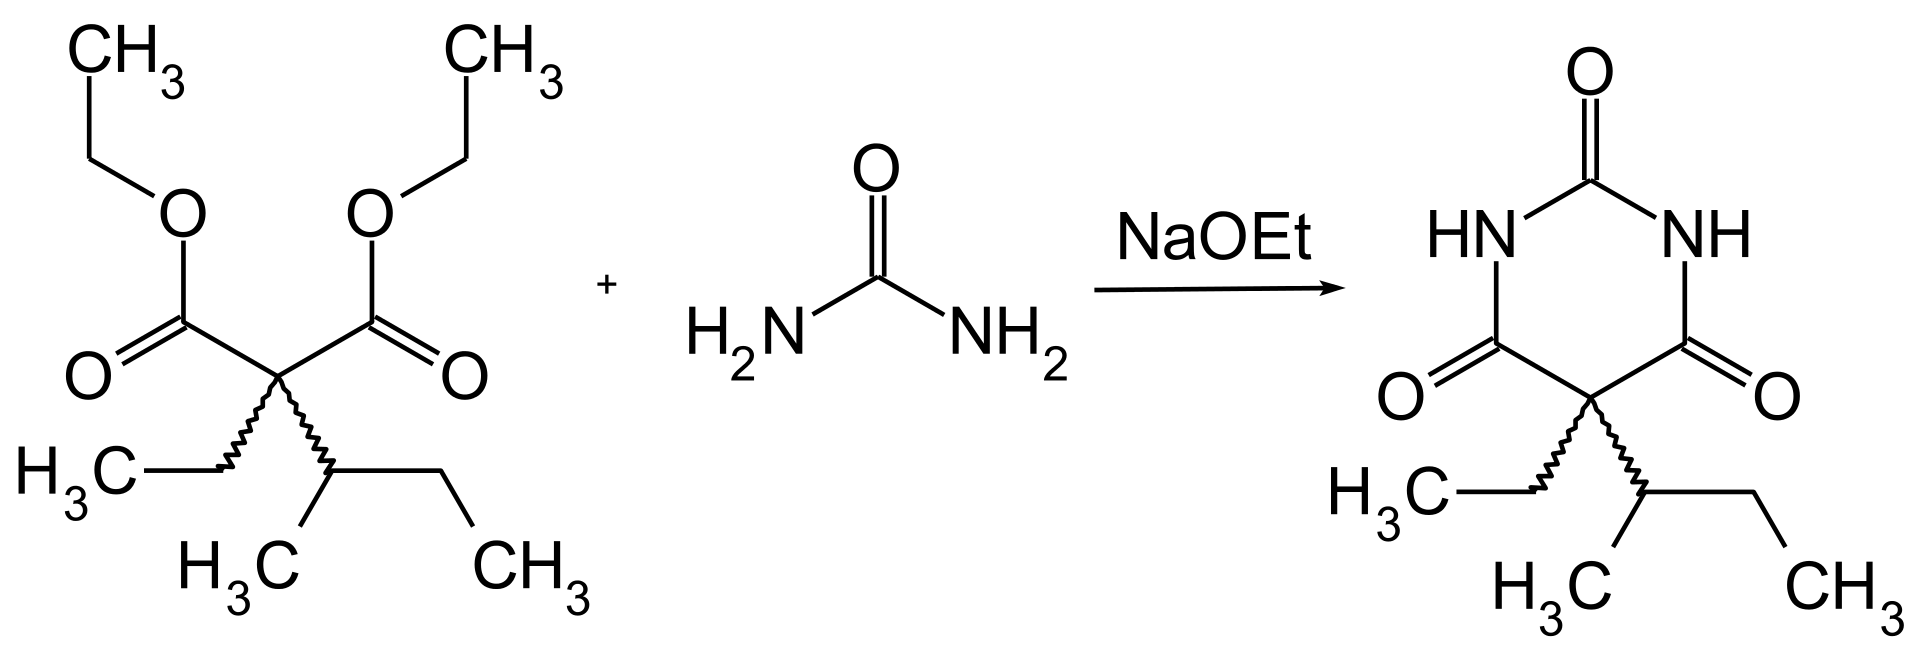 CH3 CH3
O
O O
O
NaOEt
O O
+
HN NH
H2N NH2
O O
O O
H3C
H3C
H3C CH3
H3C CH3